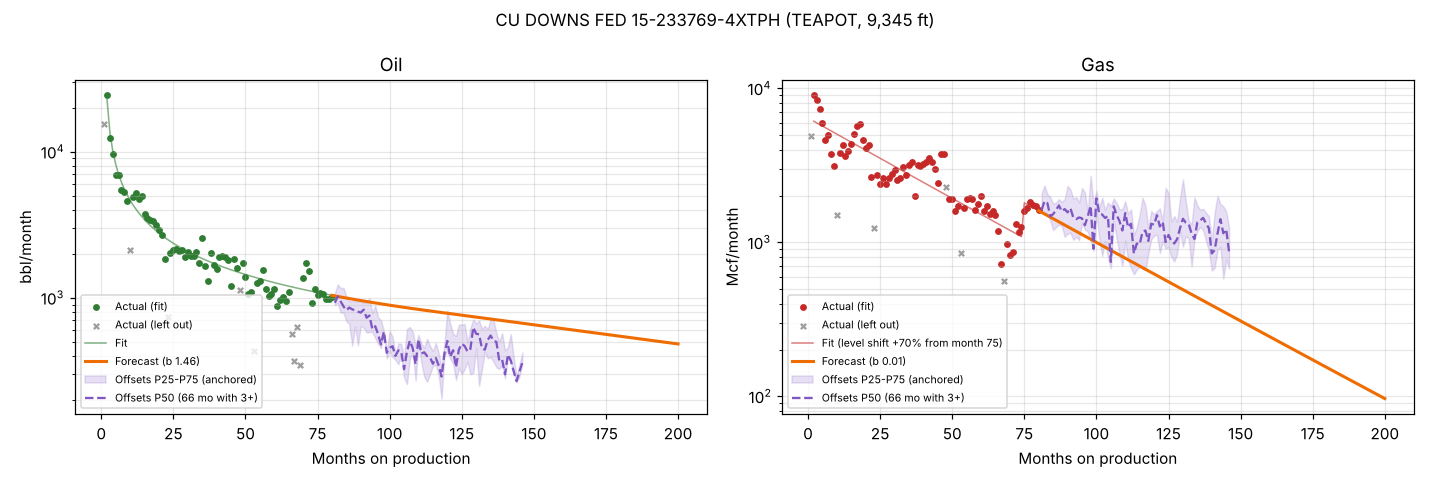 CU DOWNS FED 15-233769-4XTPH (TEAPOT, 9,345 ft)
Oil
bbl/month
10⁴
10³
Actual (fit)
Actual (left out)
Fit
Forecast (b 1.46)
Offsets P25-P75 (anchored)
Offsets P50 (66 mo with 3+)
0 25 50 75 100 125 150 175 200
Months on production
Gas
Mcf/month
10⁴
10³
10²
Actual (fit)
Actual (left out)
Fit (level shift +70% from month 75)
Forecast (b 0.01)
Offsets P25-P75 (anchored)
Offsets P50 (66 mo with 3+)
0 25 50 75 100 125 150 175 200
Months on production